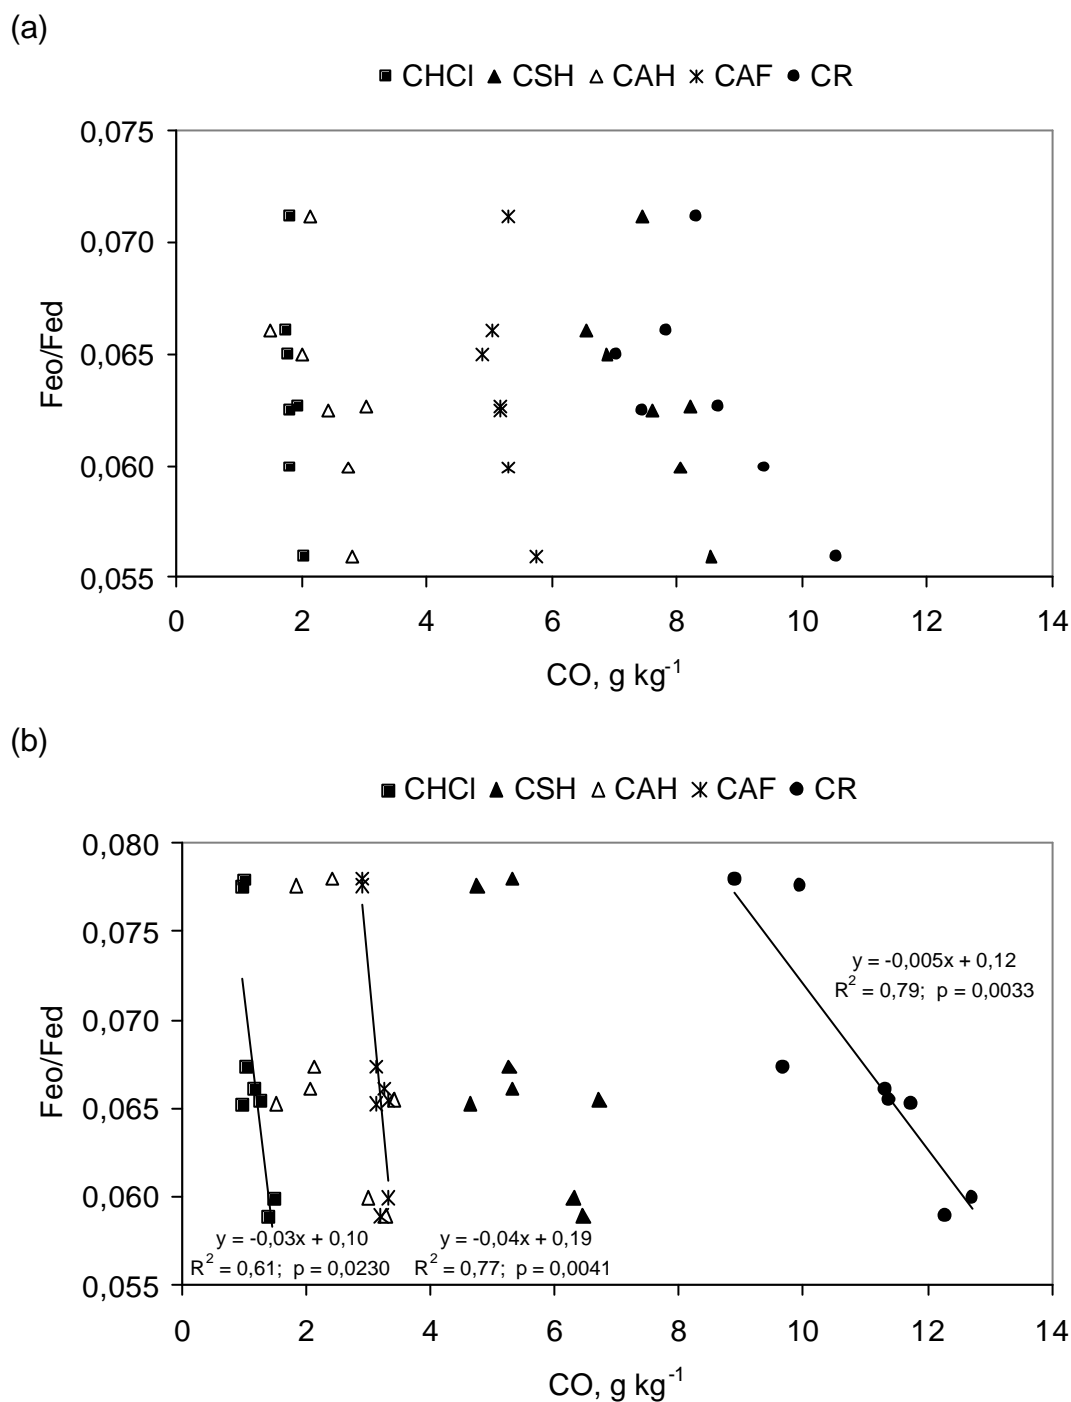 (a)
CHCl CSH CAH CAF CR
0,075
0,070
0,065
0,060
0,055
Feo/Fed
0 2 4 6 8 10 12 14
CO, g kg-1
(b)
CHCl CSH CAH CAF CR
0,080
0,075
0,070
0,065
0,060
0,055
Feo/Fed
y = -0,005x + 0,12
R2 = 0,79; p = 0,0033
y = -0,03x + 0,10
R2 = 0,61; p = 0,0230
y = -0,04x + 0,19
R2 = 0,77; p = 0,0041
0 2 4 6 8 10 12 14
CO, g kg-1